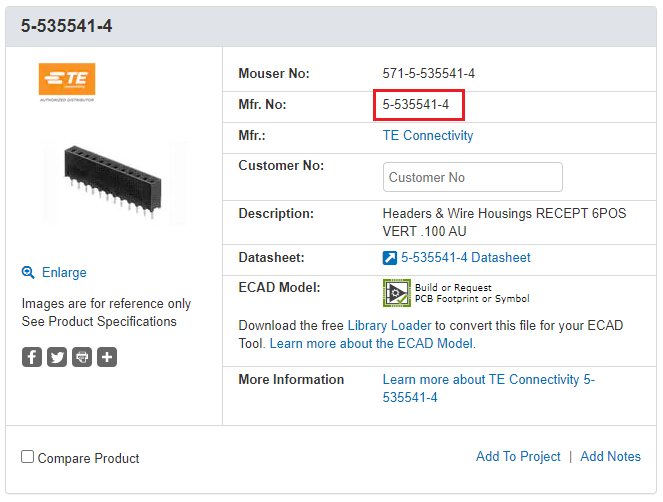 5-535541-4
TE
connectivity
AUTHORIZED DISTRIBUTOR
Enlarge
Images are for reference only
See Product Specifications
Mouser No: 571-5-535541-4
Mfr. No: 5-535541-4
Mfr.: TE Connectivity
Customer No: Customer No
Description: Headers & Wire Housings RECEPT 6POS
VERT .100 AU
Datasheet: 5-535541-4 Datasheet
ECAD Model: Build or Request
PCB Footprint or Symbol
Download the free Library Loader to convert this file for your ECAD
Tool. Learn more about the ECAD Model.
More Information Learn more about TE Connectivity 5-
535541-4
Compare Product
Add To Project | Add Notes